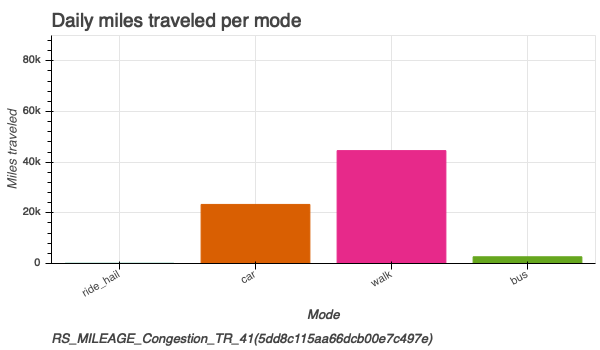 Daily miles traveled per mode
Miles traveled
80k
60k
40k
20k
0
ride_hail
car
walk
bus
Mode
RS_MILEAGE_Congestion_TR_41(5dd8c115aa66dcb00e7c497e)